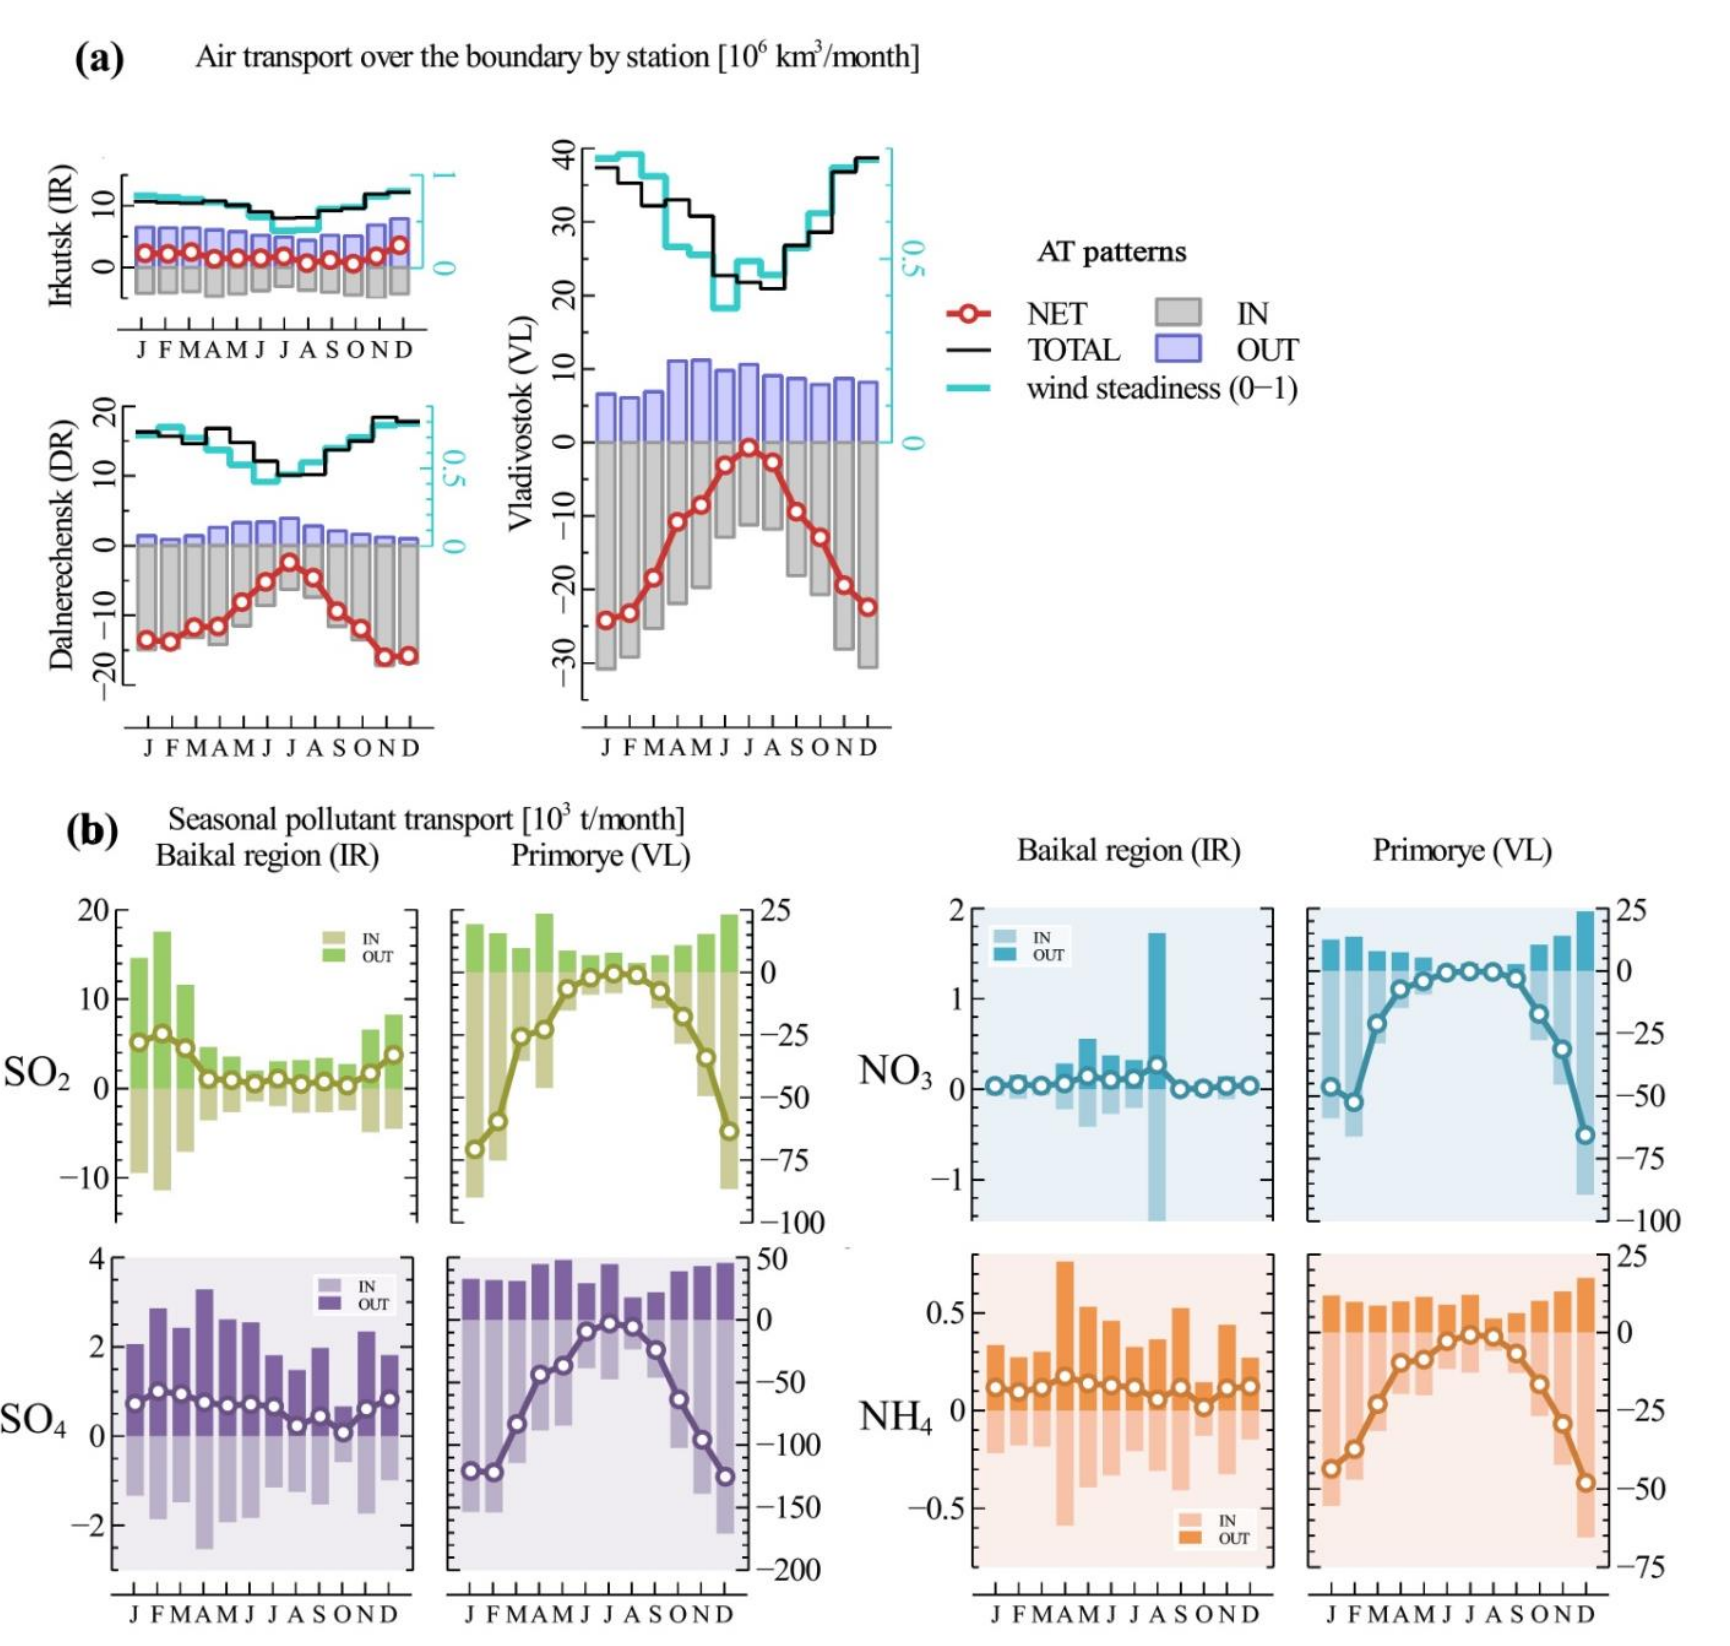 (a) Air transport over the boundary by station [10⁶ km³/month]
Irkutsk (IR)
10
0
1
0
J F M A M J J A S O N D
Dalnerechensk (DR)
20
10
0
−10
−20
0.5
0
J F M A M J J A S O N D
Vladivostok (VL)
40
30
20
10
0
−10
−20
−30
0.5
0
J F M A M J J A S O N D
AT patterns
NET IN
TOTAL OUT
wind steadiness (0−1)
(b) Seasonal pollutant transport [10³ t/month]
Baikal region (IR) Primorye (VL) Baikal region (IR) Primorye (VL)
SO₂
20
10
0
−10
IN
OUT
25
0
−25
−50
−75
−100
NO₃
2
1
0
−1
IN
OUT
25
0
−25
−50
−75
−100
SO₄
4
2
0
−2
IN
OUT
50
0
−50
−100
−150
−200
NH₄
0.5
0
−0.5
IN
OUT
25
0
−25
−50
−75
J F M A M J J A S O N D J F M A M J J A S O N D J F M A M J J A S O N D J F M A M J J A S O N D